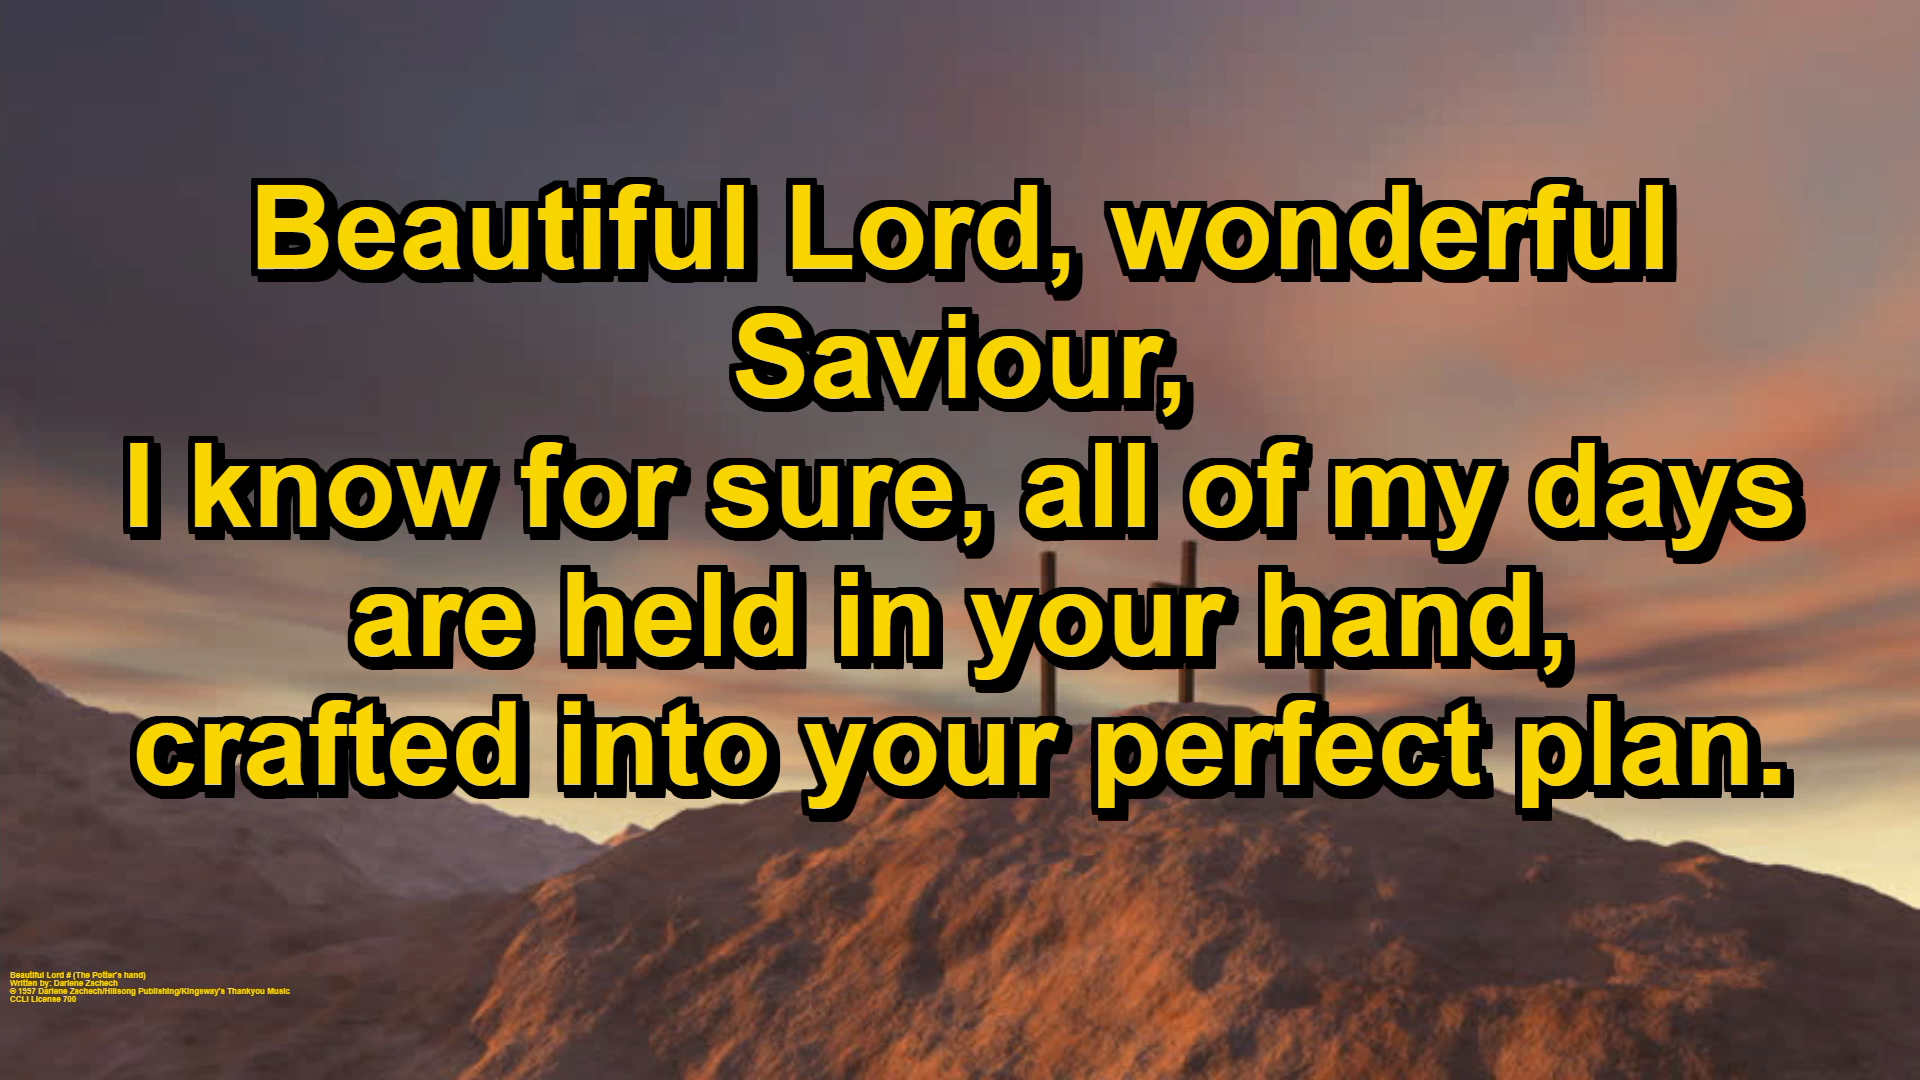 Beautiful Lord, wonderful
Saviour,
I know for sure, all of my days
are held in your hand,
crafted into your perfect plan.
Beautiful Lord # (The Potter's hand)
Written by: Darlene Zschech
© 1997 Darlene Zschech/Hillsong Publishing/Kingsway's Thankyou Music
CCLI License 700